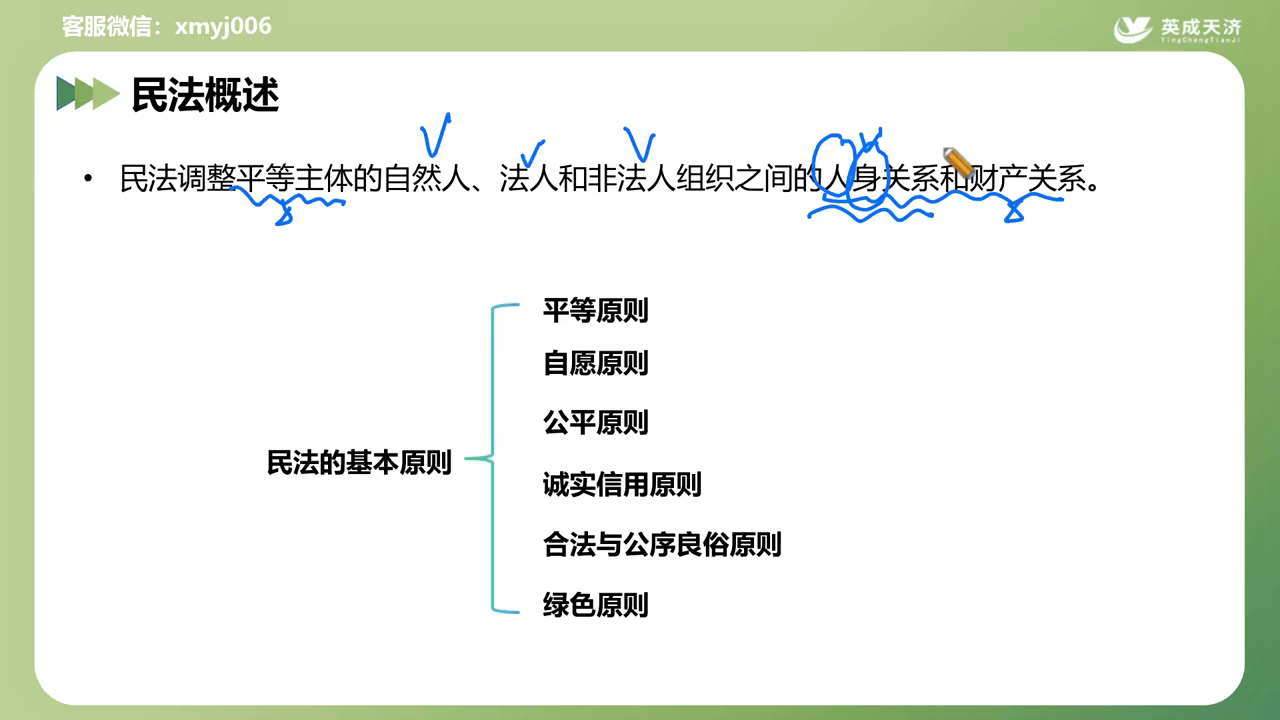 客服微信：xmyj006
英成天济
YingChengTianJi
民法概述
• 民法调整平等主体的自然人、法人和非法人组织之间的人身关系和财产关系。
平等原则
自愿原则
公平原则
民法的基本原则
诚实信用原则
合法与公序良俗原则
绿色原则